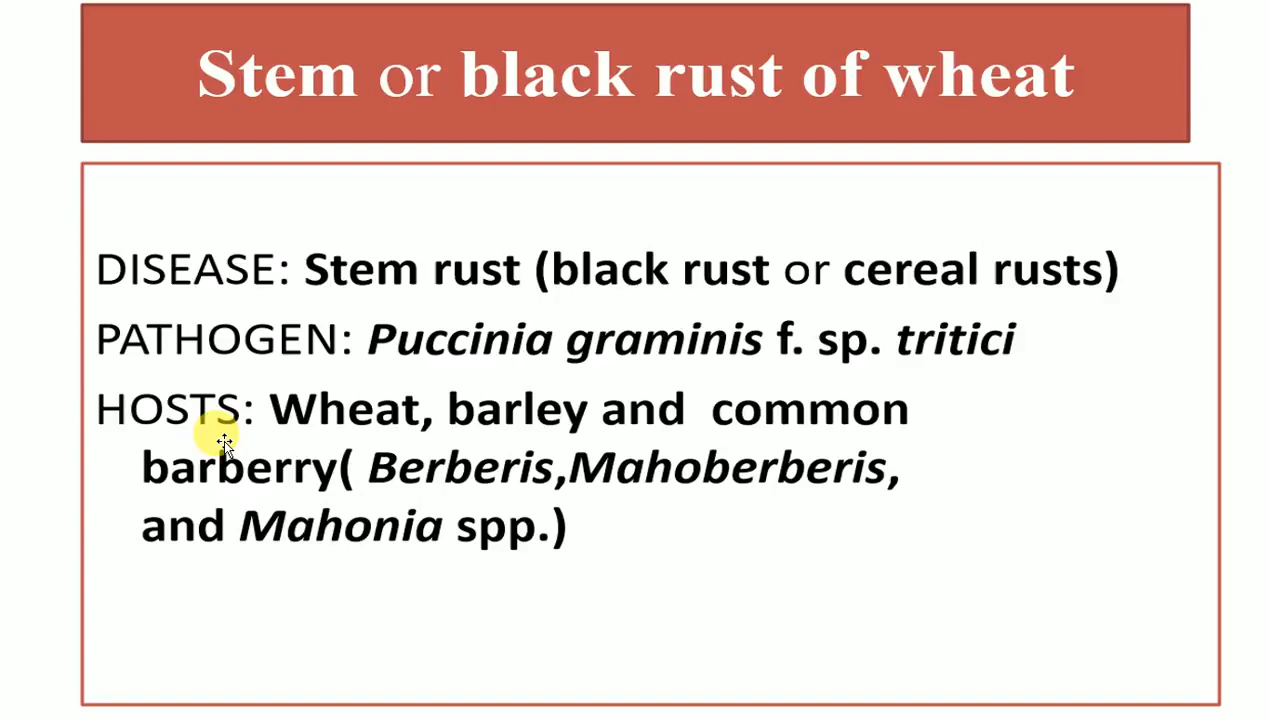 Stem or black rust of wheat
DISEASE: Stem rust (black rust or cereal rusts)
PATHOGEN: Puccinia graminis f. sp. tritici
HOSTS: Wheat, barley and common
barberry( Berberis,Mahoberberis,
and Mahonia spp.)